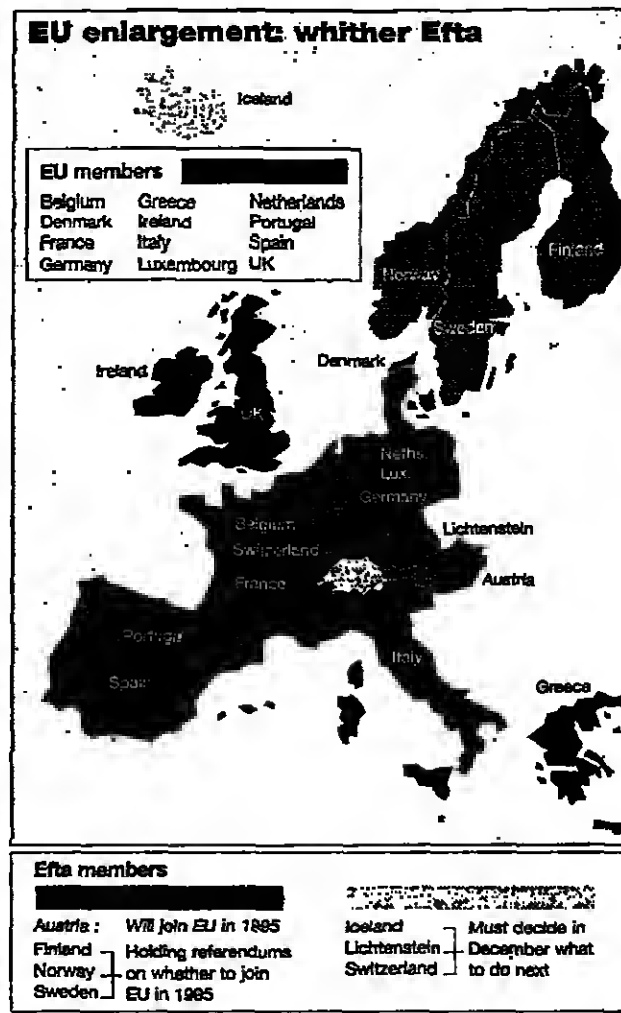 EU enlargement: whither Efta
Iceland
EU members
Belgium Greece Netherlands
Denmark Ireland Portugal
France Italy Spain
Germany Luxembourg UK
Finland
Norway
Sweden
Denmark
Ireland
UK
Neths.
Lux.
Germany
Belgium
Lichtenstein
Switzerland
Austria
France
Italy
Portugal
Spain
Greece
Efta members
Austria : Will join EU in 1995
Finland Holding referendums
Norway on whether to join
Sweden EU in 1995
Iceland Must decide in
Lichtenstein December what
Switzerland to do next